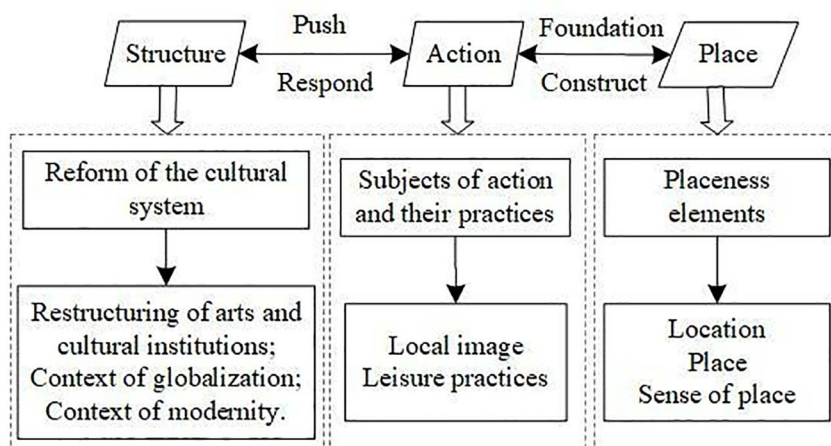 Push
Foundation
Structure
Action
Place
Respond
Construct
Reform of the cultural
system
Subjects of action
and their practices
Placeness
elements
Restructuring of arts and
cultural institutions;
Context of globalization;
Context of modernity.
Local image
Leisure practices
Location
Place
Sense of place